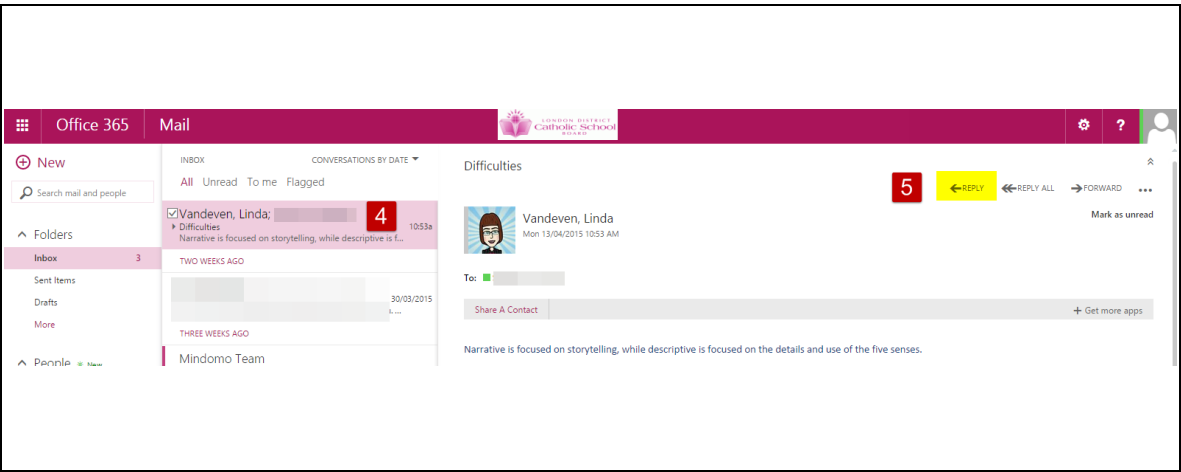 Office 365
Mail
LONDON DISTRICT
Catholic School
BOARD
?
New
Search mail and people
Folders
Inbox 3
Sent Items
Drafts
More
People New
INBOX CONVERSATIONS BY DATE
All Unread To me Flagged
Vandeven, Linda;
4
Difficulties 10:53a
Narrative is focused on storytelling, while descriptive is f...
TWO WEEKS AGO
30/03/2015
THREE WEEKS AGO
Mindomo Team
Difficulties
5
REPLY REPLY ALL FORWARD ...
Mark as unread
Vandeven, Linda
Mon 13/04/2015 10:53 AM
To:
Share A Contact + Get more apps
Narrative is focused on storytelling, while descriptive is focused on the details and use of the five senses.